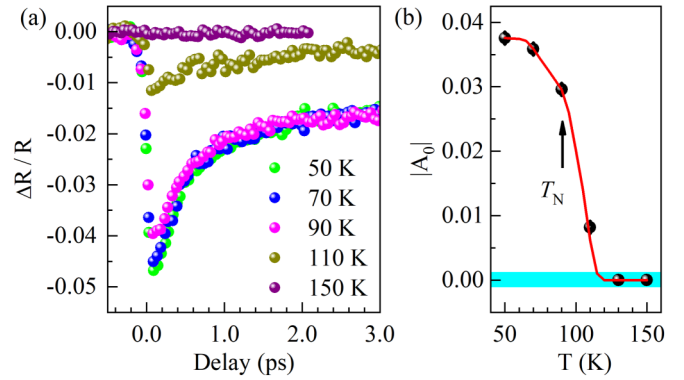 (a)
0.00
-0.01
-0.02
-0.03
-0.04
-0.05
ΔR / R
50 K
70 K
90 K
110 K
150 K
0.0 1.0 2.0 3.0
Delay (ps)
(b)
0.04
0.03
0.02
0.01
0.00
|A₀|
T_N
50 100 150
T (K)